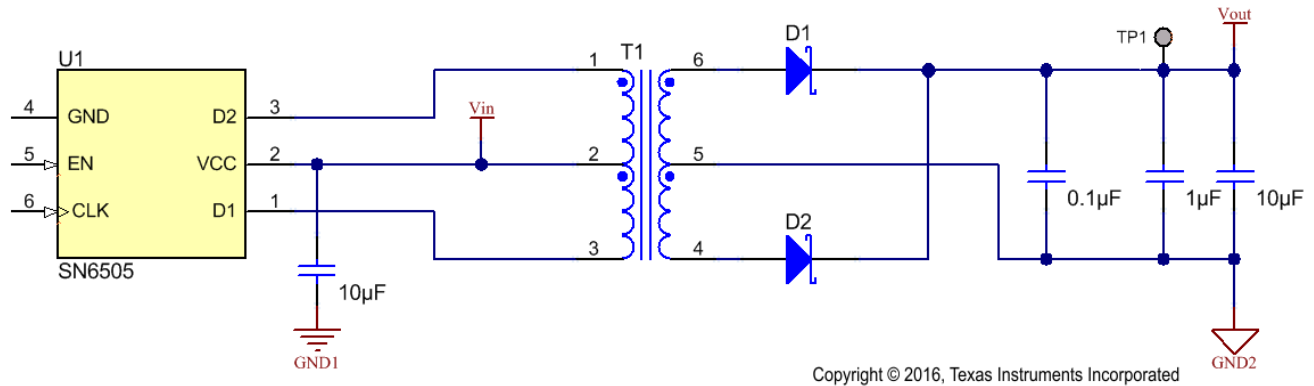 U1
4 GND D2 3
5 EN VCC 2
6 CLK D1 1
SN6505
10µF
GND1
Vin
T1
1 6
2 5
3 4
D1
D2
TP1
Vout
0.1µF 1µF 10µF
GND2
Copyright © 2016, Texas Instruments Incorporated